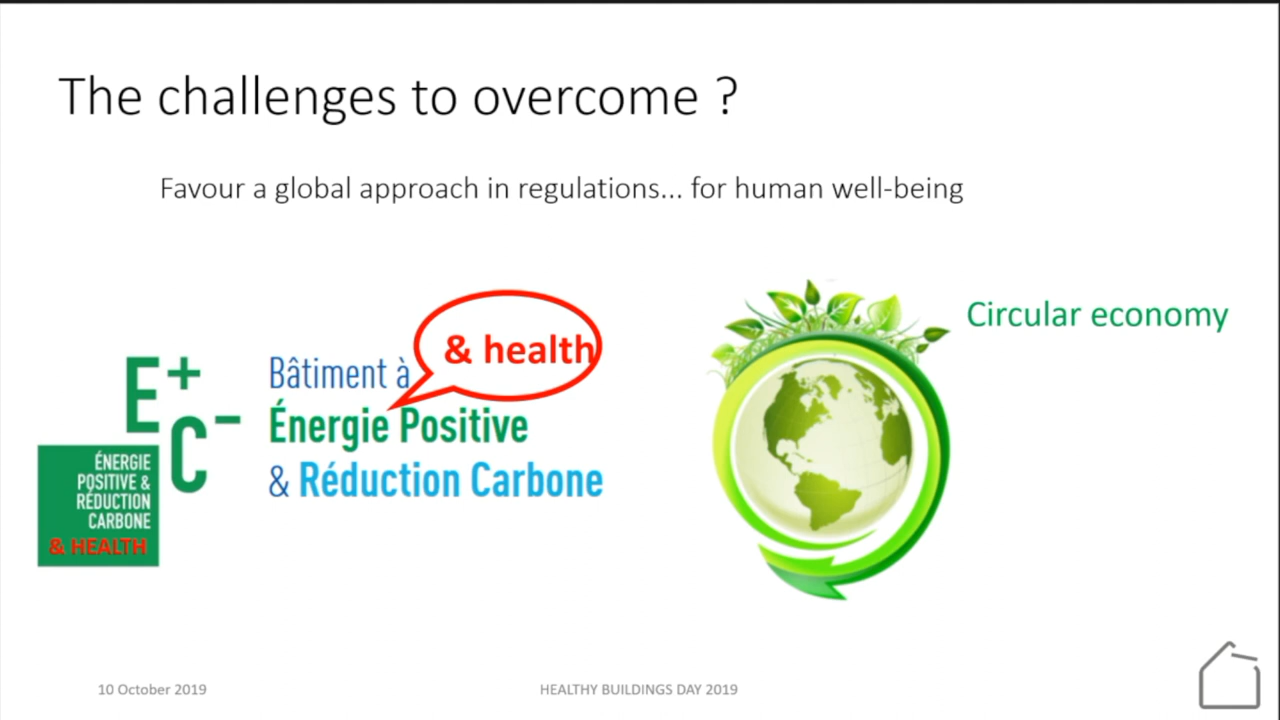 The challenges to overcome ?
Favour a global approach in regulations... for human well-being
& health
Circular economy
E+
C-
Bâtiment à
Énergie Positive
& Réduction Carbone
ÉNERGIE
POSITIVE &
RÉDUCTION
CARBONE
& HEALTH
10 October 2019
HEALTHY BUILDINGS DAY 2019